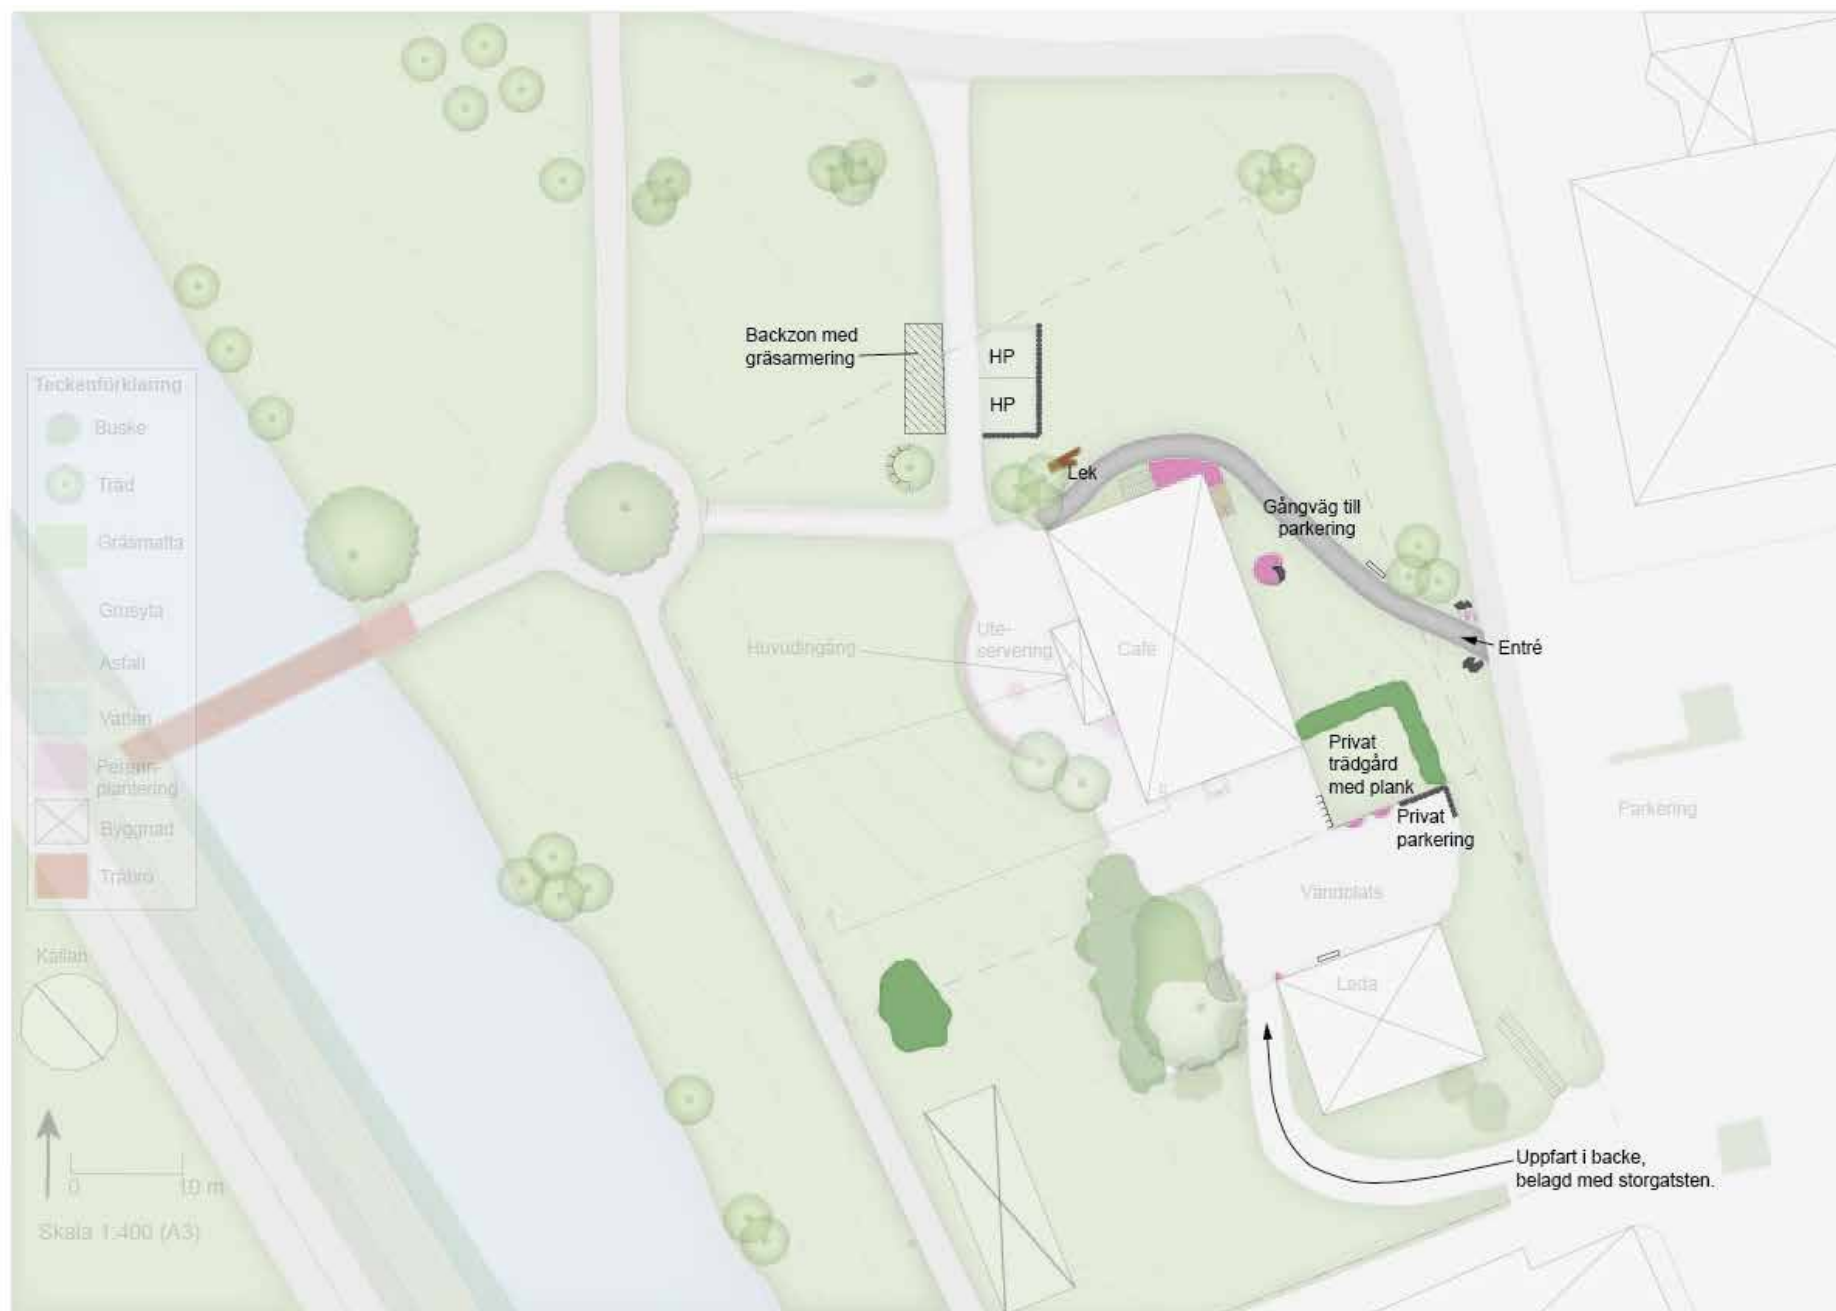 Backzon med
gräsarmering
HP
HP
Lek
Gångväg till
parkering
Entré
Huvudingång
Ute-
servering
Café
Privat
trädgård
med plank
Privat
parkering
Parkering
Vändplats
Leda
Uppfart i backe,
belagd med storgatsten.
Teckenförklaring
Buske
Träd
Gräsmatta
Grusyta
Asfalt
Vatten
Perenn-
plantering
Byggnad
Träbro
Källan
0 10 m
Skala 1:400 (A3)